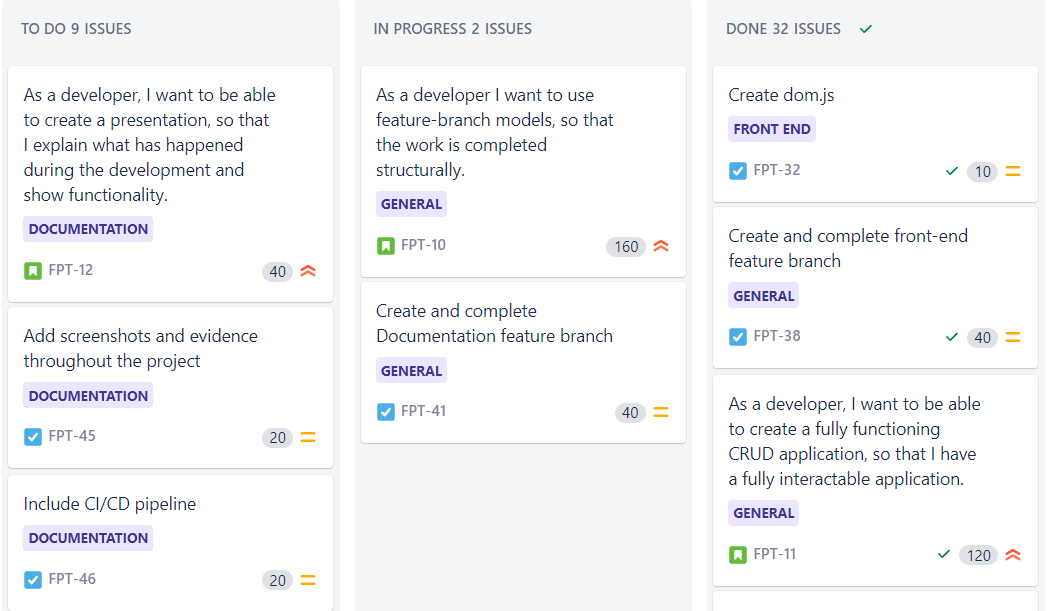 TO DO 9 ISSUES
As a developer, I want to be able
to create a presentation, so that
I explain what has happened
during the development and
show functionality.
DOCUMENTATION
FPT-12
40
Add screenshots and evidence
throughout the project
DOCUMENTATION
FPT-45
20
Include CI/CD pipeline
DOCUMENTATION
FPT-46
20
IN PROGRESS 2 ISSUES
As a developer I want to use
feature-branch models, so that
the work is completed
structurally.
GENERAL
FPT-10
160
Create and complete
Documentation feature branch
GENERAL
FPT-41
40
DONE 32 ISSUES
Create dom.js
FRONT END
FPT-32
10
Create and complete front-end
feature branch
GENERAL
FPT-38
40
As a developer, I want to be able
to create a fully functioning
CRUD application, so that I have
a fully interactable application.
GENERAL
FPT-11
120